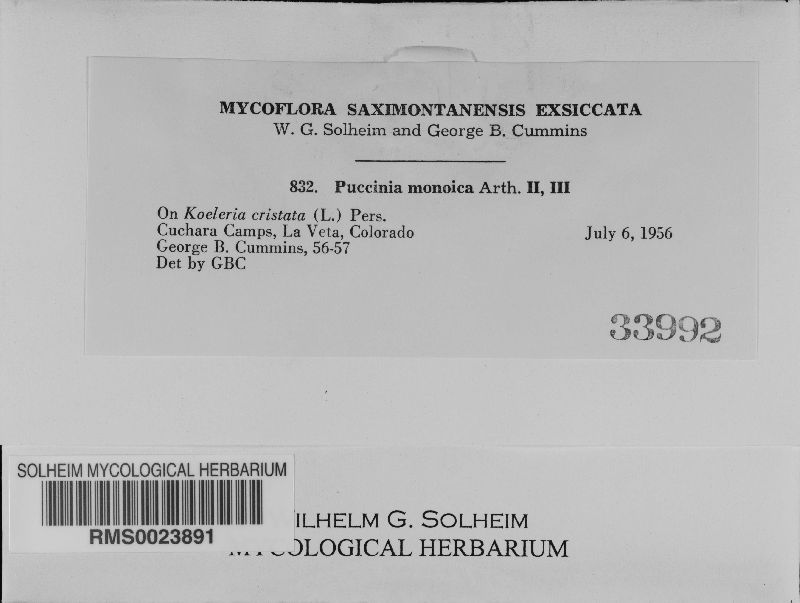 MYCOFLORA SAXIMONTANENSIS EXSICCATA
W. G. Solheim and George B. Cummins
832. Puccinia monoica Arth. II, III
On Koeleria cristata (L.) Pers.
Cuchara Camps, La Veta, Colorado July 6, 1956
George B. Cummins, 56-57
Det by GBC
33992
SOLHEIM MYCOLOGICAL HERBARIUM
RMS0023891
ILHELM G. SOLHEIM
OLOGICAL HERBARIUM